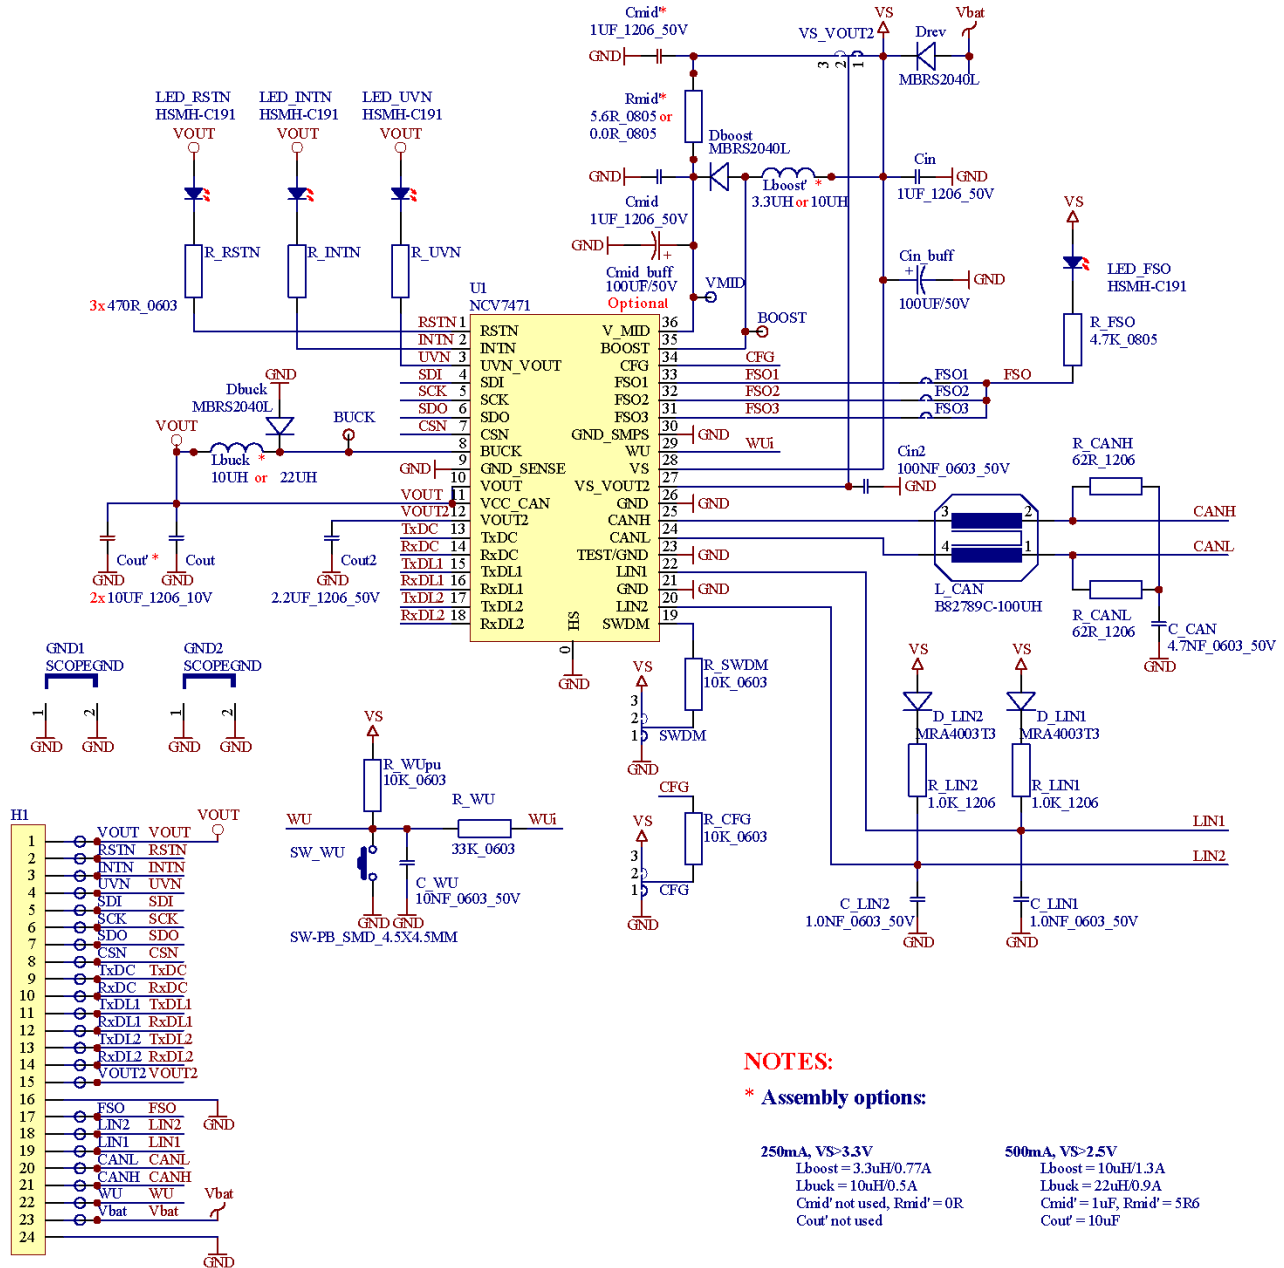 Cmid'*
1UF_1206_50V
GND
VS
Vbat
VS_VOUT2
Drev
3 2 1
MBRS2040L
LED_RSTN
HSMH-C191
VOUT
LED_INTN
HSMH-C191
VOUT
LED_UVN
HSMH-C191
VOUT
Rmid'*
5.6R_0805 or
0.0R_0805
Dboost
MBRS2040L
GND
Lboost' *
3.3UH or 10UH
Cin
GND
1UF_1206_50V
Cmid
1UF_1206_50V
GND
+
Cmid_buff
100UF/50V
Optional
VMID
BOOST
Cin_buff
+
GND
100UF/50V
VS
LED_FSO
HSMH-C191
R_FSO
4.7K_0805
R_RSTN
R_INTN
R_UVN
3x 470R_0603
U1
NCV7471
RSTN 1 RSTN
INTN 2 INTN
UVN 3 UVN_VOUT
SDI 4 SDI
SCK 5 SCK
SDO 6 SDO
CSN 7 CSN
8 BUCK
GND 9 GND_SENSE
10 VOUT
VOUT 11 VCC_CAN
VOUT2 12 VOUT2
TxDC 13 TxDC
RxDC 14 RxDC
TxDL1 15 TxDL1
RxDL1 16 RxDL1
TxDL2 17 TxDL2
RxDL2 18 RxDL2
V_MID 36
BOOST 35
CFG 34 CFG
FSO1 33 FSO1 FSO1
FSO2 32 FSO2 FSO2
FSO3 31 FSO3 FSO3
FSO
GND_SMPS 30 GND
WU 29 WUi
VS 28
VS_VOUT2 27
GND 26 GND
CANH 25
CANL 24
TEST/GND 23 GND
LIN1 22
GND 21 GND
LIN2 20
SWDM 19
HS
0
GND
GND
Dbuck
MBRS2040L
BUCK
VOUT
Lbuck *
10UH or 22UH
Cout' *
GND
Cout
GND
2x 10UF_1206_10V
Cout2
GND
2.2UF_1206_50V
Cin2
100NF_0603_50V
GND
3 2
4 1
L_CAN
B82789C-100UH
R_CANH
62R_1206
CANH
CANL
R_CANL
62R_1206
C_CAN
4.7NF_0603_50V
GND
GND1
SCOPEGND
1 2
GND GND
GND2
SCOPEGND
1 2
GND GND
VS
3
2
1
GND
R_SWDM
10K_0603
SWDM
VS
D_LIN2
MRA4003T3
R_LIN2
1.0K_1206
VS
D_LIN1
MRA4003T3
R_LIN1
1.0K_1206
LIN1
LIN2
C_LIN2
1.0NF_0603_50V
GND
C_LIN1
1.0NF_0603_50V
GND
VS
R_WUpu
10K_0603
WU
R_WU
33K_0603
WUi
SW_WU
C_WU
10NF_0603_50V
GND GND
SW-PB_SMD_4.5X4.5MM
CFG
VS
3
2
1
GND
R_CFG
10K_0603
CFG
H1
1 VOUT VOUT VOUT
2 RSTN RSTN
3 INTN INTN
4 UVN UVN
5 SDI SDI
6 SCK SCK
7 SDO SDO
8 CSN CSN
9 TxDC TxDC
10 RxDC RxDC
11 TxDL1 TxDL1
12 RxDL1 RxDL1
13 TxDL2 TxDL2
14 RxDL2 RxDL2
15 VOUT2 VOUT2
16 GND
17 FSO FSO
18 LIN2 LIN2
19 LIN1 LIN1
20 CANL CANL
21 CANH CANH
22 WU WU
23 Vbat Vbat Vbat
24 GND
NOTES:
* Assembly options:
250mA, VS>3.3V
Lboost = 3.3uH/0.77A
Lbuck = 10uH/0.5A
Cmid' not used, Rmid' = 0R
Cout' not used
500mA, VS>2.5V
Lboost = 10uH/1.3A
Lbuck = 22uH/0.9A
Cmid' = 1uF, Rmid' = 5R6
Cout' = 10uF